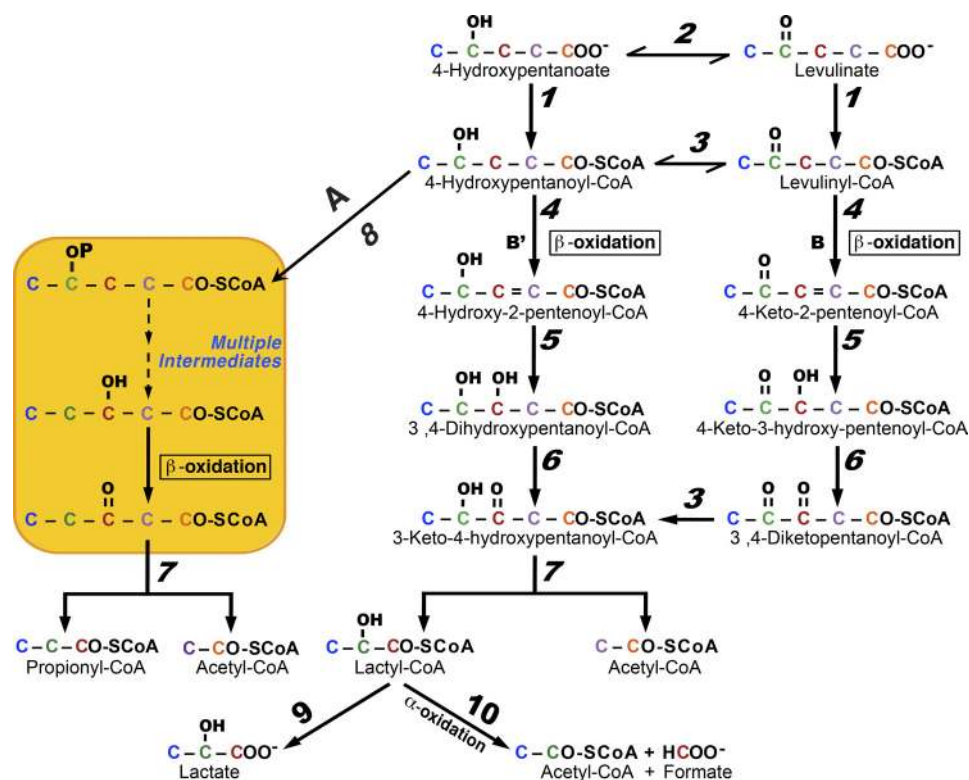 OH
O
C – C – C – C – COO⁻
2
C – C – C – C – COO⁻
4-Hydroxypentanoate
Levulinate
1
1
OH
O
C – C – C – C – CO-SCoA
3
C – C – C – C – CO-SCoA
4-Hydroxypentanoyl-CoA
Levulinyl-CoA
A
8
4
4
B' β-oxidation
B β-oxidation
OP
C – C – C – C – CO-SCoA
OH
O
C – C – C = C – CO-SCoA
C – C – C = C – CO-SCoA
4-Hydroxy-2-pentenoyl-CoA
4-Keto-2-pentenoyl-CoA
Multiple
Intermediates
5
5
OH
OH OH
O OH
C – C – C – C – CO-SCoA
C – C – C – C – CO-SCoA
C – C – C – C – CO-SCoA
3 ,4-Dihydroxypentanoyl-CoA
4-Keto-3-hydroxy-pentenoyl-CoA
β-oxidation
6
6
O
OH O
O O
C – C – C – C – CO-SCoA
C – C – C – C – CO-SCoA
3
C – C – C – C – CO-SCoA
3-Keto-4-hydroxypentanoyl-CoA
3 ,4-Diketopentanoyl-CoA
7
7
OH
C – C – CO-SCoA
C – CO-SCoA
C – C – CO-SCoA
C – CO-SCoA
Propionyl-CoA
Acetyl-CoA
Lactyl-CoA
Acetyl-CoA
9
α-oxidation
10
OH
C – C – COO⁻
C – CO-SCoA + HCOO⁻
Lactate
Acetyl-CoA + Formate